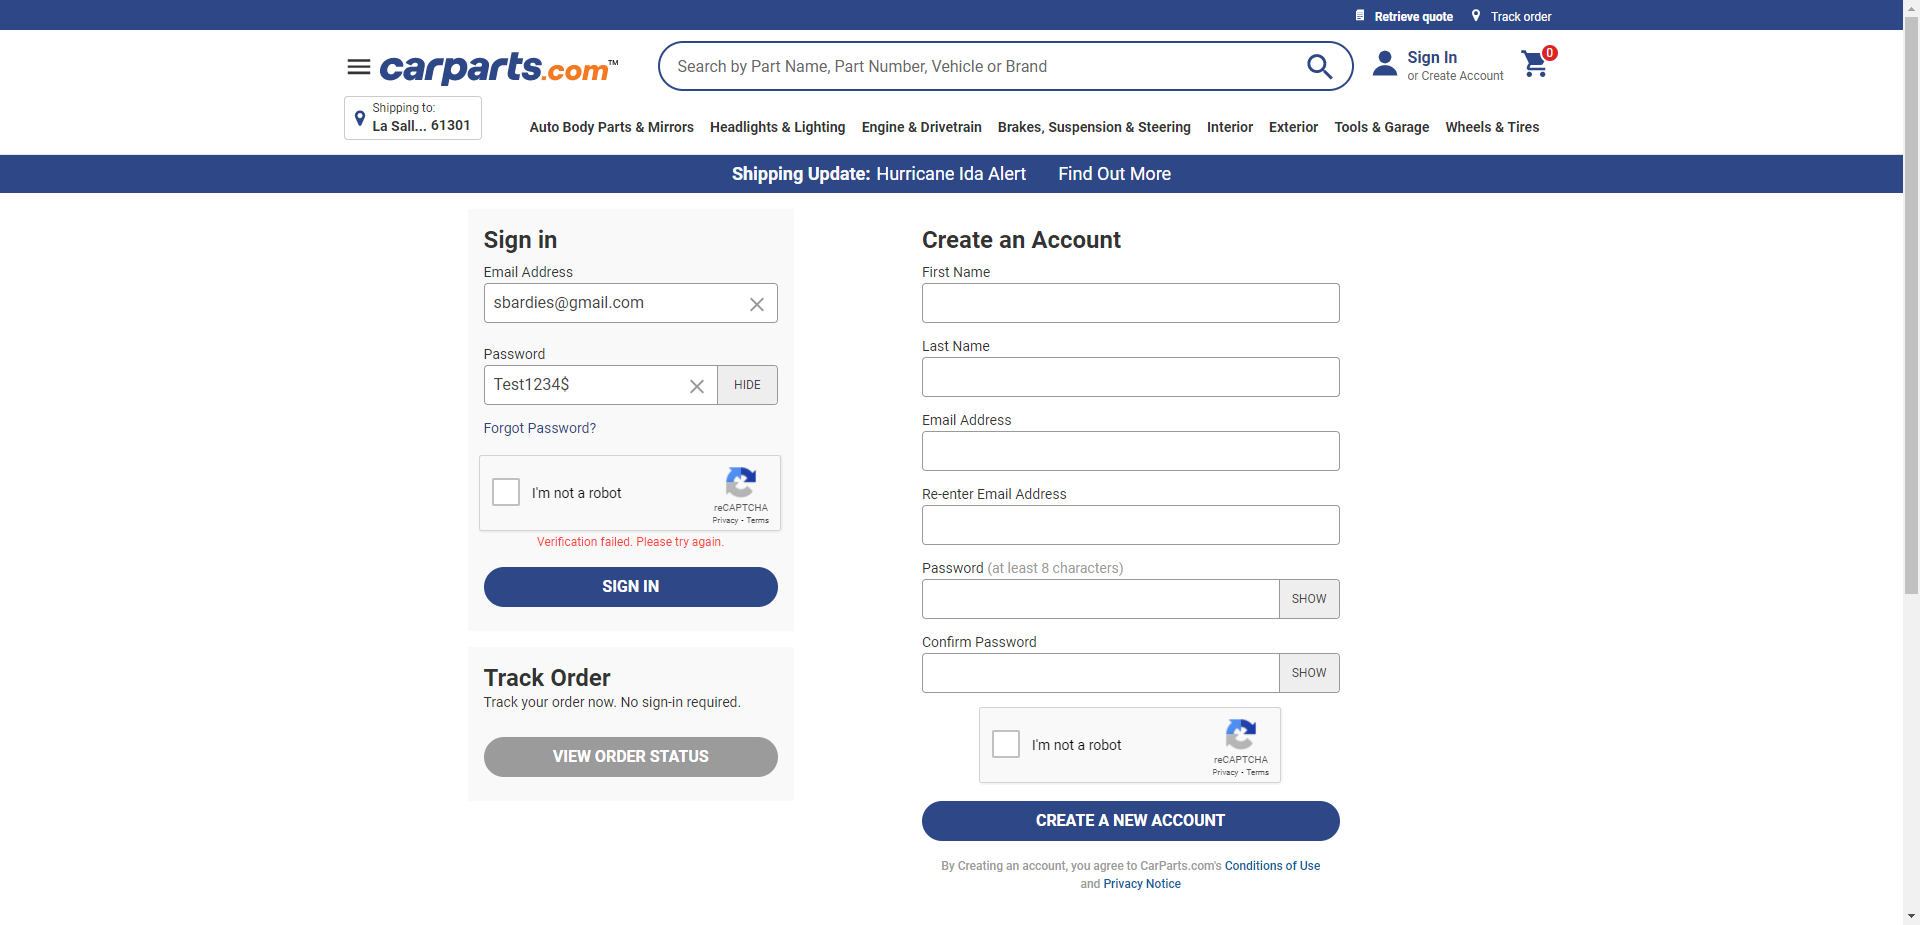 Retrieve quote Track order
carparts.com™
Search by Part Name, Part Number, Vehicle or Brand
Sign In
or Create Account
0
Shipping to:
La Sall... 61301
Auto Body Parts & Mirrors Headlights & Lighting Engine & Drivetrain Brakes, Suspension & Steering Interior Exterior Tools & Garage Wheels & Tires
Shipping Update: Hurricane Ida Alert Find Out More
Sign in
Email Address
sbardies@gmail.com
Password
Test1234$ HIDE
Forgot Password?
I'm not a robot
reCAPTCHA
Privacy - Terms
Verification failed. Please try again.
SIGN IN
Track Order
Track your order now. No sign-in required.
VIEW ORDER STATUS
Create an Account
First Name
Last Name
Email Address
Re-enter Email Address
Password (at least 8 characters)
SHOW
Confirm Password
SHOW
I'm not a robot
reCAPTCHA
Privacy - Terms
CREATE A NEW ACCOUNT
By Creating an account, you agree to CarParts.com's Conditions of Use
and Privacy Notice